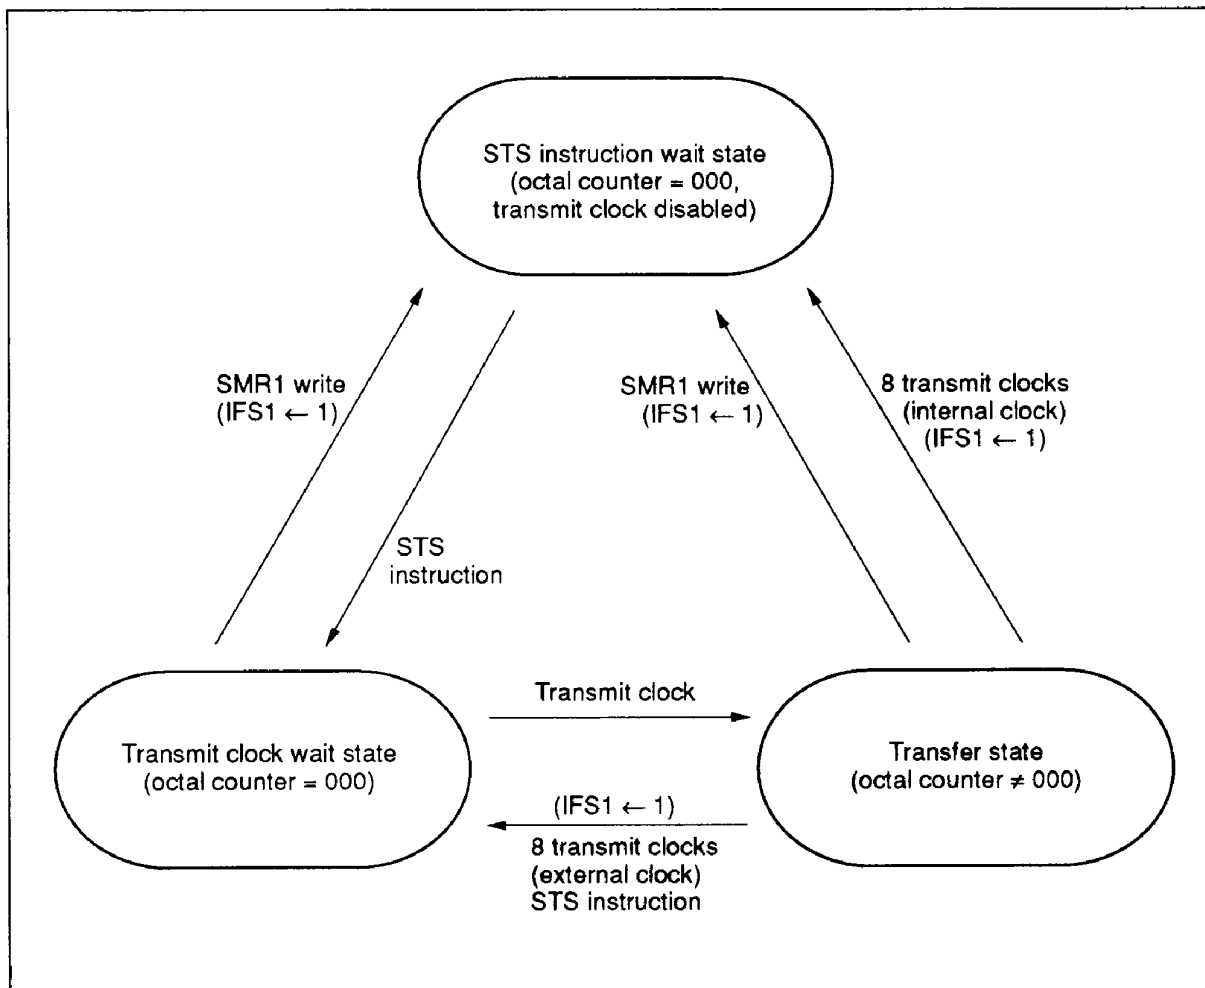 STS instruction wait state
(octal counter = 000,
transmit clock disabled)
SMR1 write
(IFS1 ← 1)
STS
instruction
SMR1 write
(IFS1 ← 1)
8 transmit clocks
(internal clock)
(IFS1 ← 1)
Transmit clock wait state
(octal counter = 000)
Transmit clock
Transfer state
(octal counter ≠ 000)
(IFS1 ← 1)
8 transmit clocks
(external clock)
STS instruction